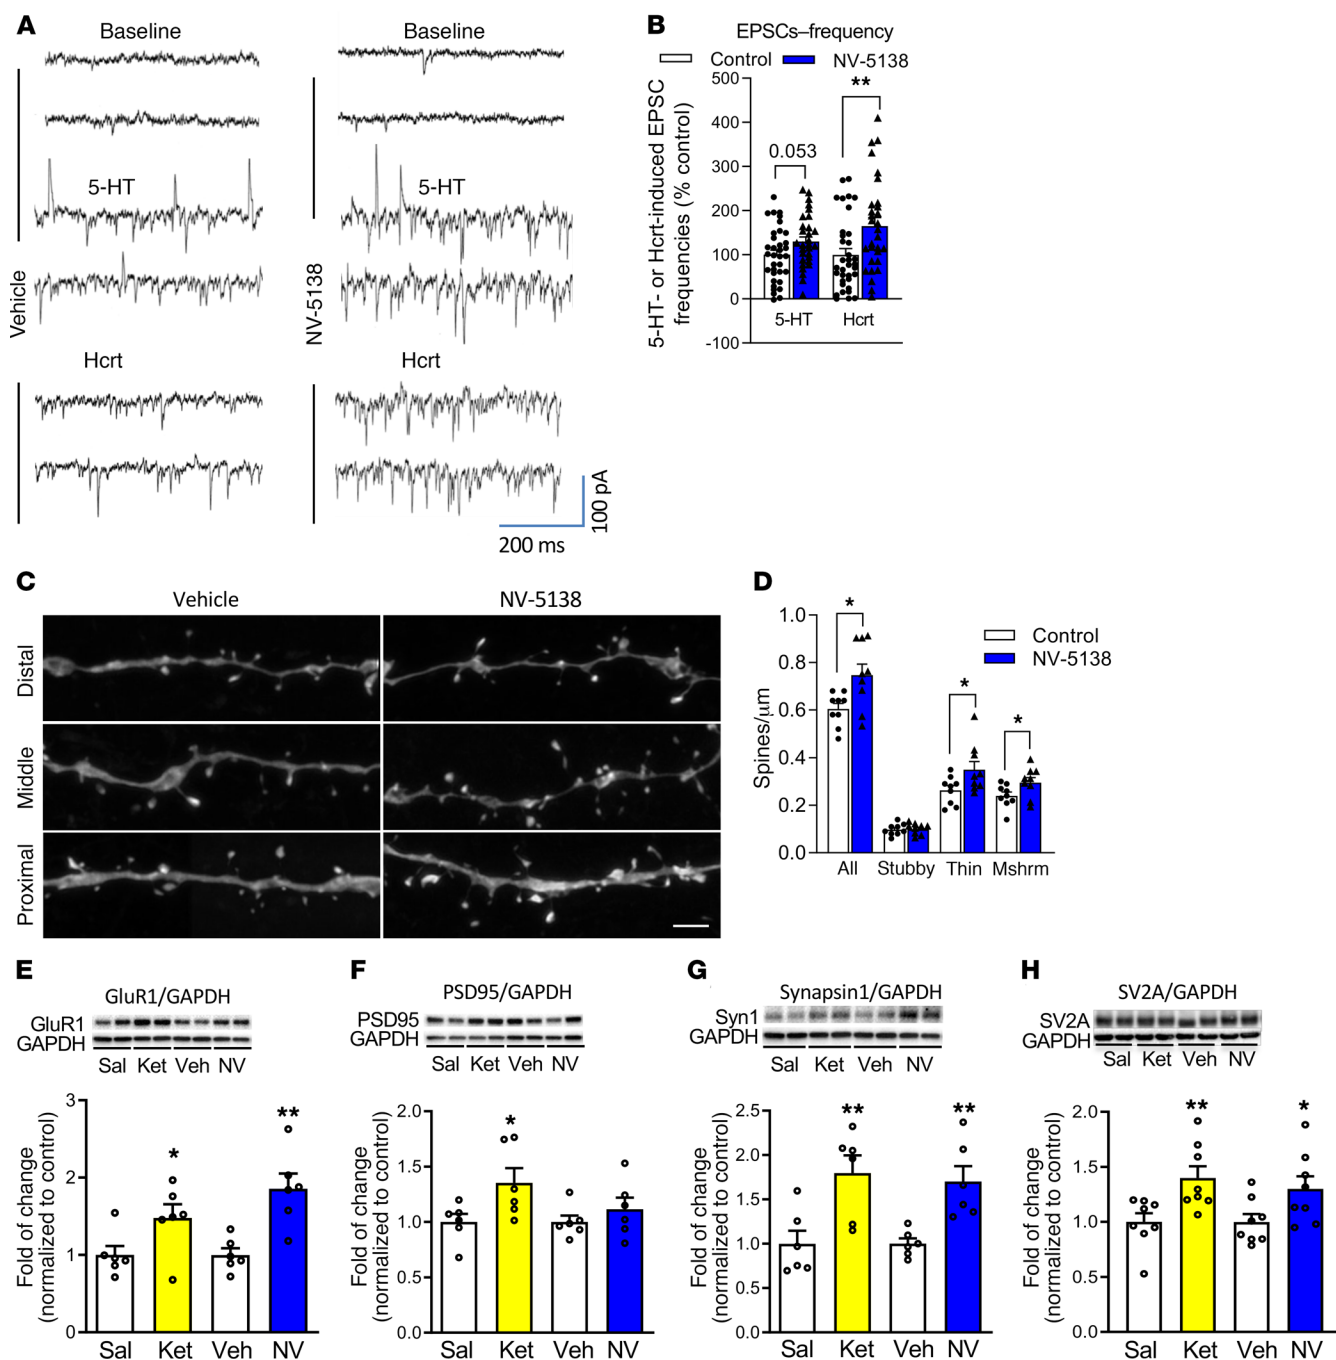 A
Baseline
Baseline
5-HT
5-HT
Vehicle
NV-5138
Hcrt
Hcrt
100 pA
200 ms
B
EPSCs–frequency
Control
NV-5138
5-HT- or Hcrt-induced EPSC
frequencies (% control)
500
400
300
200
100
0
-100
0.053
**
5-HT
Hcrt
C
Vehicle
NV-5138
Distal
Middle
Proximal
D
Control
NV-5138
Spines/μm
1.0
0.8
0.6
0.4
0.2
0.0
*
*
*
All
Stubby
Thin
Mshrm
E
GluR1/GAPDH
GluR1
GAPDH
Sal Ket Veh NV
Fold of change
(normalized to control)
3
2
1
0
*
**
Sal Ket Veh NV
F
PSD95/GAPDH
PSD95
GAPDH
Sal Ket Veh NV
Fold of change
(normalized to control)
2.0
1.5
1.0
0.5
0.0
*
Sal Ket Veh NV
G
Synapsin1/GAPDH
Syn1
GAPDH
Sal Ket Veh NV
Fold of change
(normalized to control)
2.5
2.0
1.5
1.0
0.5
0.0
**
**
Sal Ket Veh NV
H
SV2A/GAPDH
SV2A
GAPDH
Sal Ket Veh NV
Fold of change
(normalized to control)
2.0
1.5
1.0
0.5
0.0
**
*
Sal Ket Veh NV